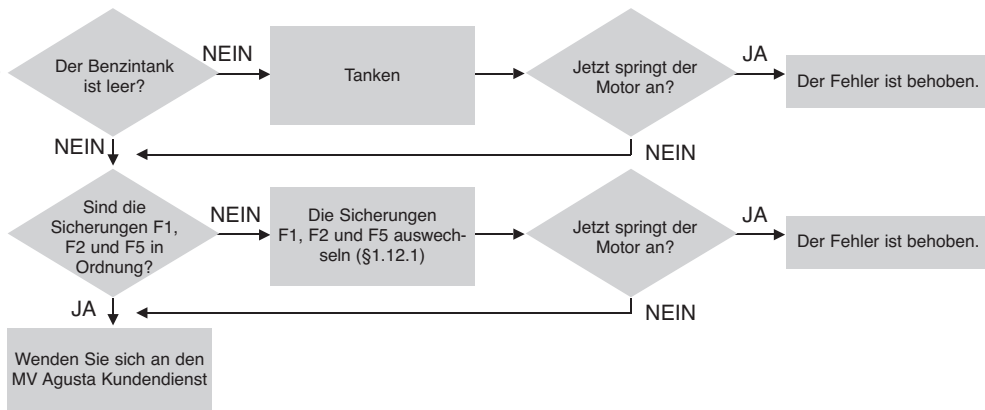 Der Benzintank
ist leer?
NEIN
Tanken
Jetzt springt der
Motor an?
JA
Der Fehler ist behoben.
NEIN
NEIN
Sind die
Sicherungen F1,
F2 und F5 in
Ordnung?
NEIN
Die Sicherungen
F1, F2 und F5 auswech-
seln (§1.12.1)
Jetzt springt der
Motor an?
JA
Der Fehler ist behoben.
JA
NEIN
Wenden Sie sich an den
MV Agusta Kundendienst